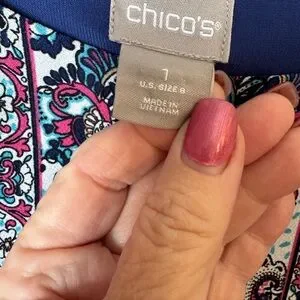 chico's®
1
U.S. SIZE 8
MADE IN
VIETNAM